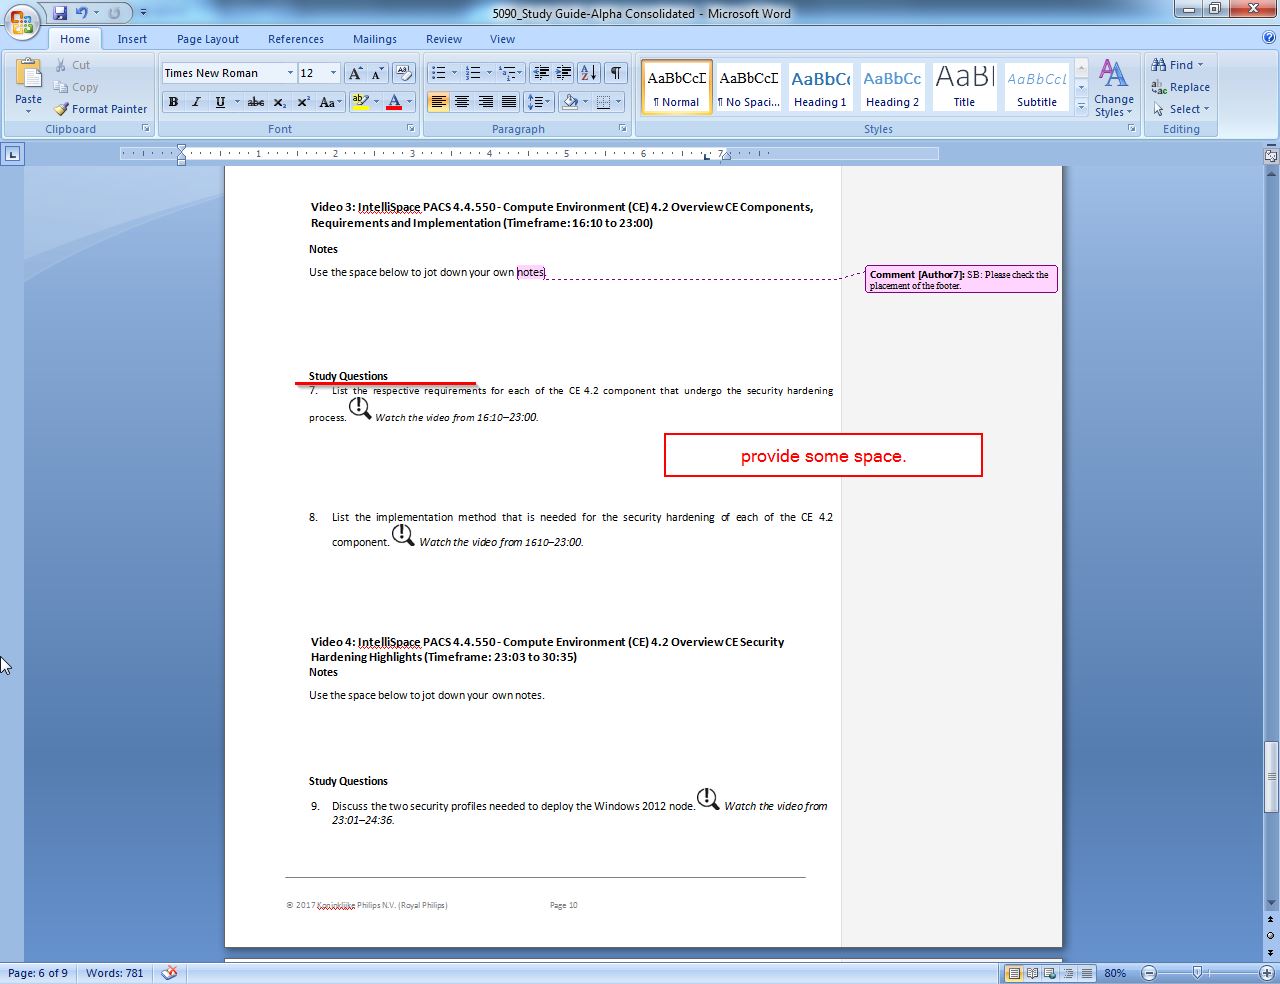 5090_Study Guide-Alpha Consolidated - Microsoft Word
Home Insert Page Layout References Mailings Review View
Paste
Cut
Copy
Format Painter
Clipboard
Times New Roman 12
Font
Paragraph
AaBbCcD AaBbCcD AaBbCc AaBbCc AaBl AaBbCcL
¶ Normal ¶ No Spaci... Heading 1 Heading 2 Title Subtitle
Change Styles
Styles
Find
Replace
Select
Editing
1 2 3 4 5 6 7
Video 3: IntelliSpace PACS 4.4.550 - Compute Environment (CE) 4.2 Overview CE Components,
Requirements and Implementation (Timeframe: 16:10 to 23:00)
Notes
Use the space below to jot down your own notes.
Comment [Author7]: SB: Please check the
placement of the footer.
Study Questions
7. List the respective requirements for each of the CE 4.2 component that undergo the security hardening
process. Watch the video from 16:10–23:00.
provide some space.
8. List the implementation method that is needed for the security hardening of each of the CE 4.2
component. Watch the video from 1610–23:00.
Video 4: IntelliSpace PACS 4.4.550 - Compute Environment (CE) 4.2 Overview CE Security
Hardening Highlights (Timeframe: 23:03 to 30:35)
Notes
Use the space below to jot down your own notes.
Study Questions
9. Discuss the two security profiles needed to deploy the Windows 2012 node. Watch the video from
23:01–24:36.
© 2017 Koninklijke Philips N.V. (Royal Philips) Page 10
Page: 6 of 9 Words: 781 80%